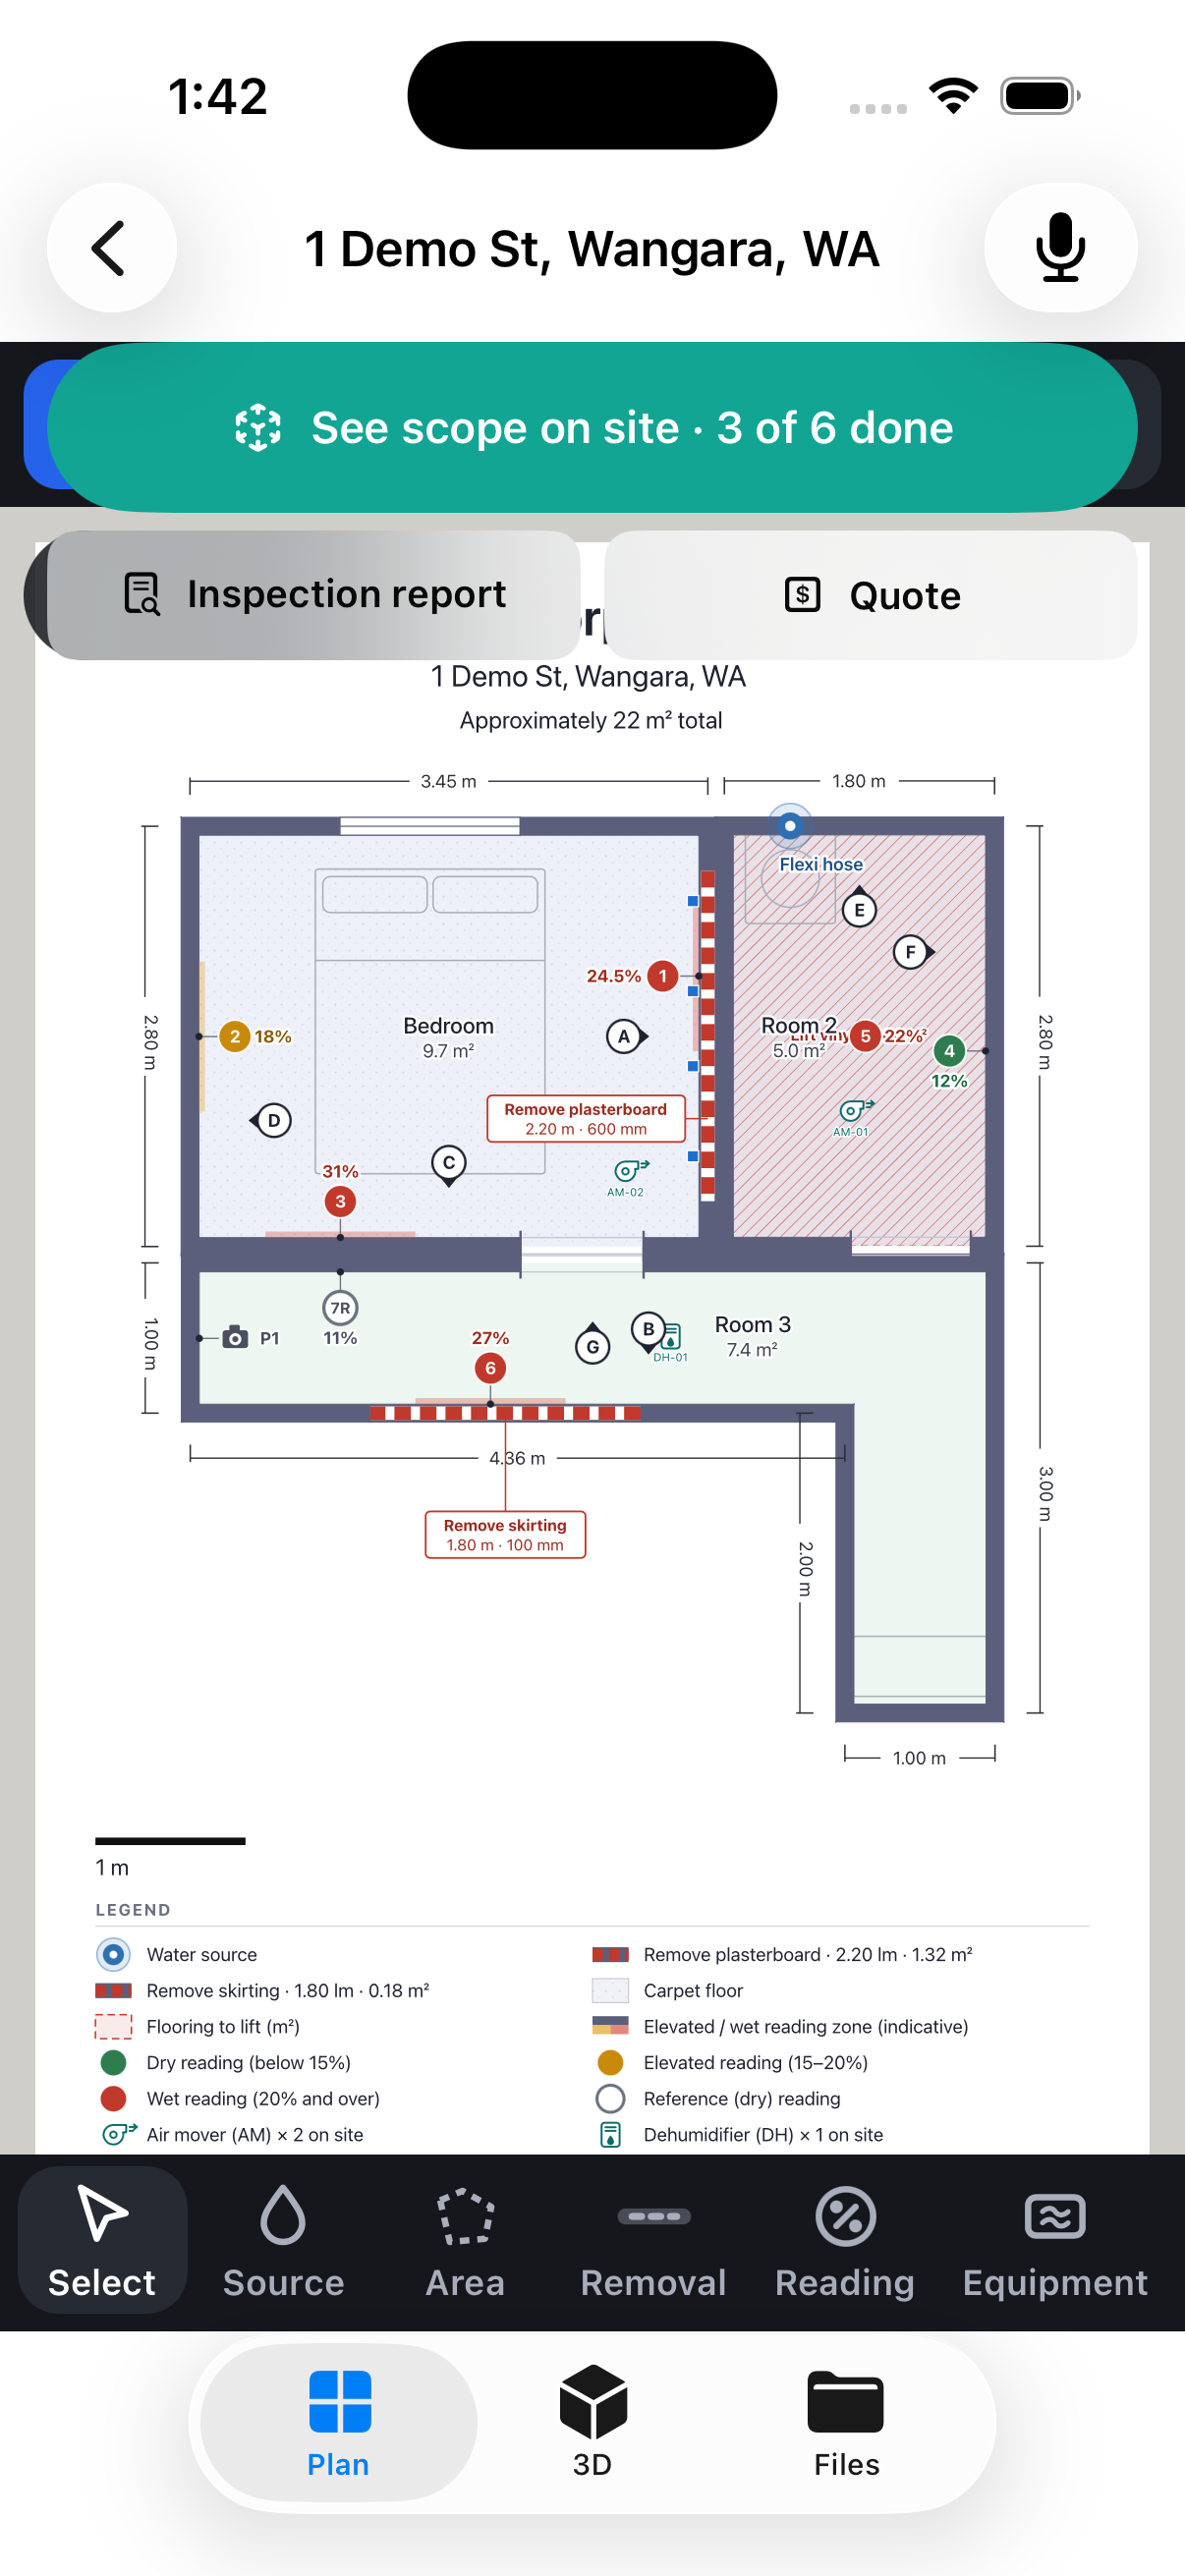 1:42
1 Demo St, Wangara, WA
See scope on site · 3 of 6 done
Inspection report
Quote
1 Demo St, Wangara, WA
Approximately 22 m² total
3.45 m
1.80 m
Flexi hose
E
F
24.5% 1
2.80 m
2 18%
Bedroom
9.7 m²
A
Room 2
5.0 m²
5 22%
4
12%
2.80 m
Remove plasterboard
2.20 m · 600 mm
D
C
AM-01
AM-02
31%
3
1.00 m
7R
11%
P1
27%
6
G
B
DH-01
Room 3
7.4 m²
4.36 m
Remove skirting
1.80 m · 100 mm
2.00 m
3.00 m
1.00 m
1 m
LEGEND
Water source
Remove plasterboard · 2.20 lm · 1.32 m²
Remove skirting · 1.80 lm · 0.18 m²
Carpet floor
Flooring to lift (m²)
Elevated / wet reading zone (indicative)
Dry reading (below 15%)
Elevated reading (15–20%)
Wet reading (20% and over)
Reference (dry) reading
Air mover (AM) × 2 on site
Dehumidifier (DH) × 1 on site
Select
Source
Area
Removal
Reading
Equipment
Plan
3D
Files